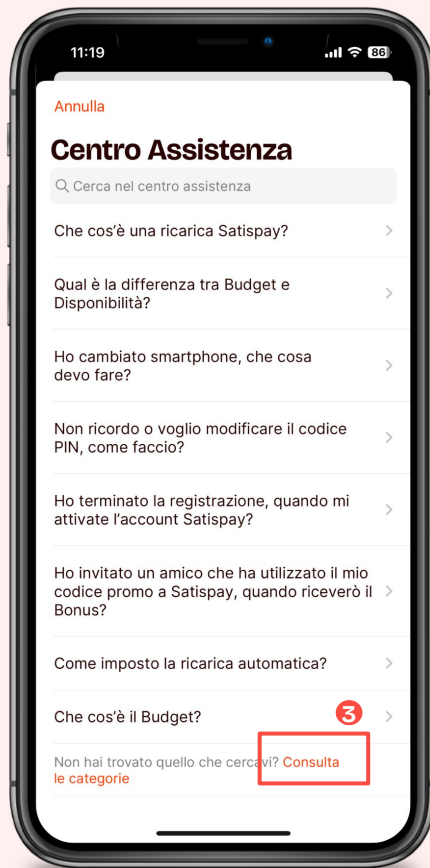 11:19
86
Annulla
Centro Assistenza
Cerca nel centro assistenza
Che cos'è una ricarica Satispay?
Qual è la differenza tra Budget e
Disponibilità?
Ho cambiato smartphone, che cosa
devo fare?
Non ricordo o voglio modificare il codice
PIN, come faccio?
Ho terminato la registrazione, quando mi
attivate l'account Satispay?
Ho invitato un amico che ha utilizzato il mio
codice promo a Satispay, quando riceverò il
Bonus?
Come imposto la ricarica automatica?
Che cos'è il Budget?
3
Non hai trovato quello che cercavi? Consulta
le categorie